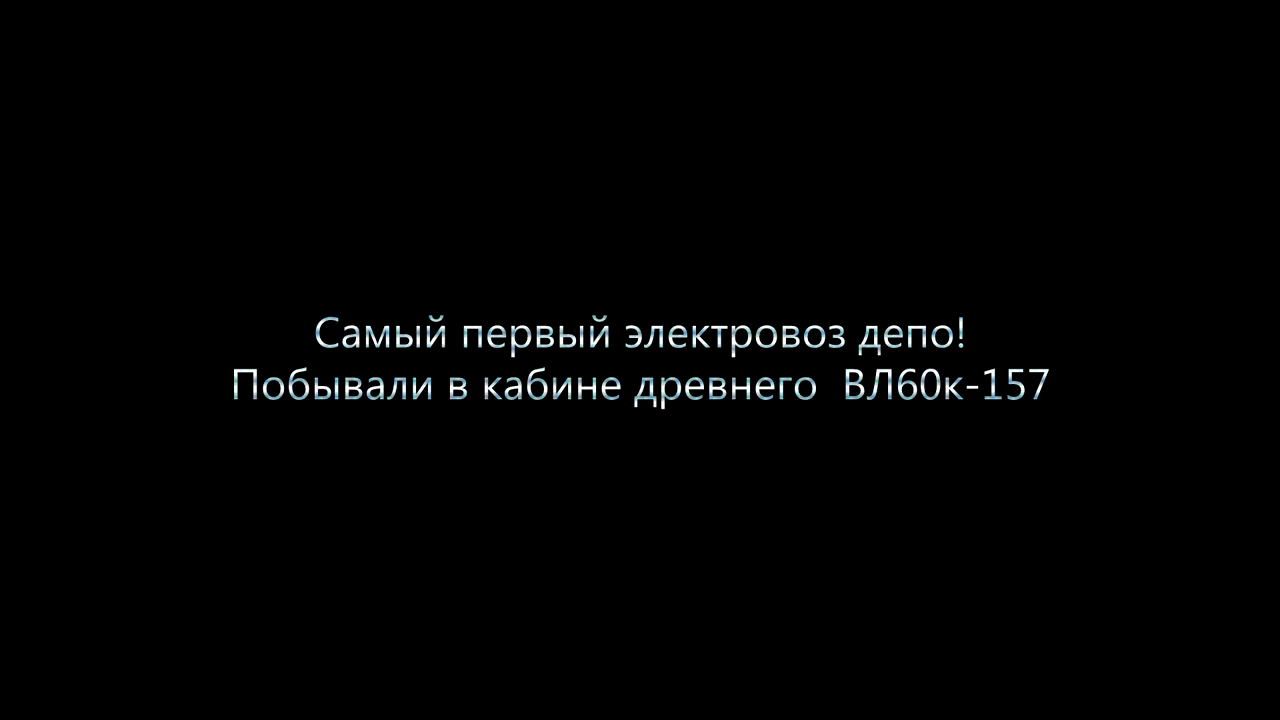 Самый первый электровоз депо!
Побывали в кабине древнего  ВЛ60к-157